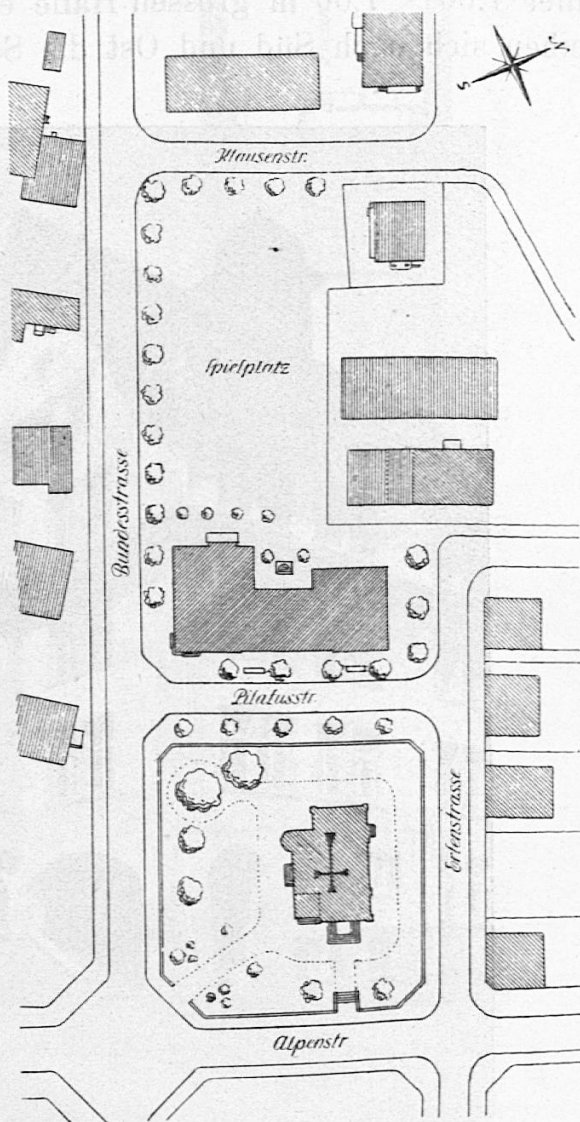 S
N
Klausenstr.
Spielplatz
Bundesstrasse
Pilatusstr.
Erlenstrasse
Alpenstr